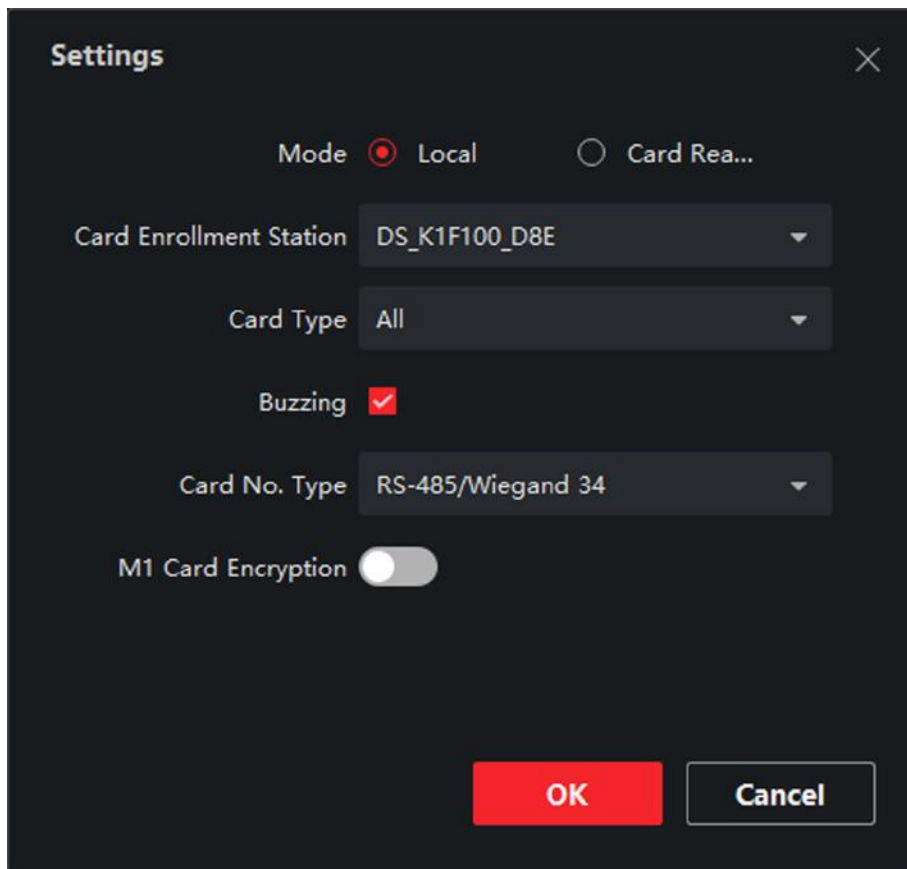 Settings
Mode Local Card Rea...
Card Enrollment Station DS_K1F100_D8E
Card Type All
Buzzing
Card No. Type RS-485/Wiegand 34
M1 Card Encryption
OK Cancel